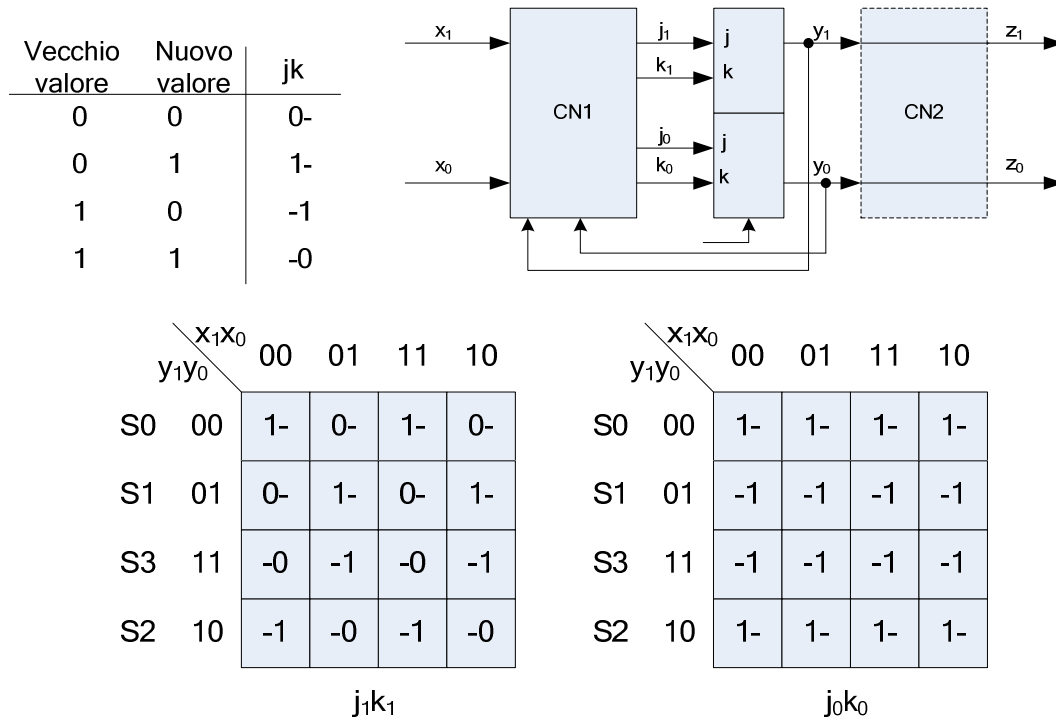 Vecchio valore Nuovo valore jk
0 0 0-
0 1 1-
1 0 -1
1 1 -0
x₁ j₁ j y₁ z₁
k₁ k
CN1 CN2
j₀ j
x₀ k₀ k y₀ z₀
x₁x₀ 00 01 11 10
y₁y₀
S0 00 1- 0- 1- 0-
S1 01 0- 1- 0- 1-
S3 11 -0 -1 -0 -1
S2 10 -1 -0 -1 -0
j₁k₁
x₁x₀ 00 01 11 10
y₁y₀
S0 00 1- 1- 1- 1-
S1 01 -1 -1 -1 -1
S3 11 -1 -1 -1 -1
S2 10 1- 1- 1- 1-
j₀k₀